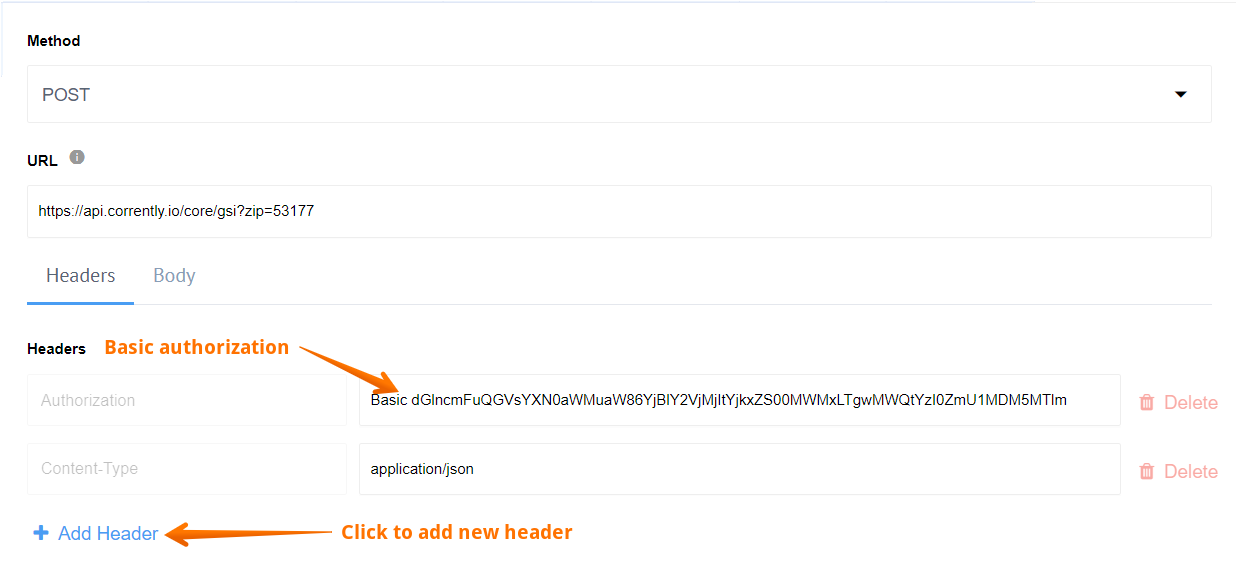 Method
POST
URL
https://api.corrently.io/core/gsi?zip=53177
Headers Body
Headers Basic authorization
Authorization Basic dGlncmFuQGVsYXN0aWMuaW86YjBlY2VjMjItYjkxZS00MWMxLTgwMWQtYzI0ZmU1MDM5MTIm Delete
Content-Type application/json Delete
Add Header Click to add new header